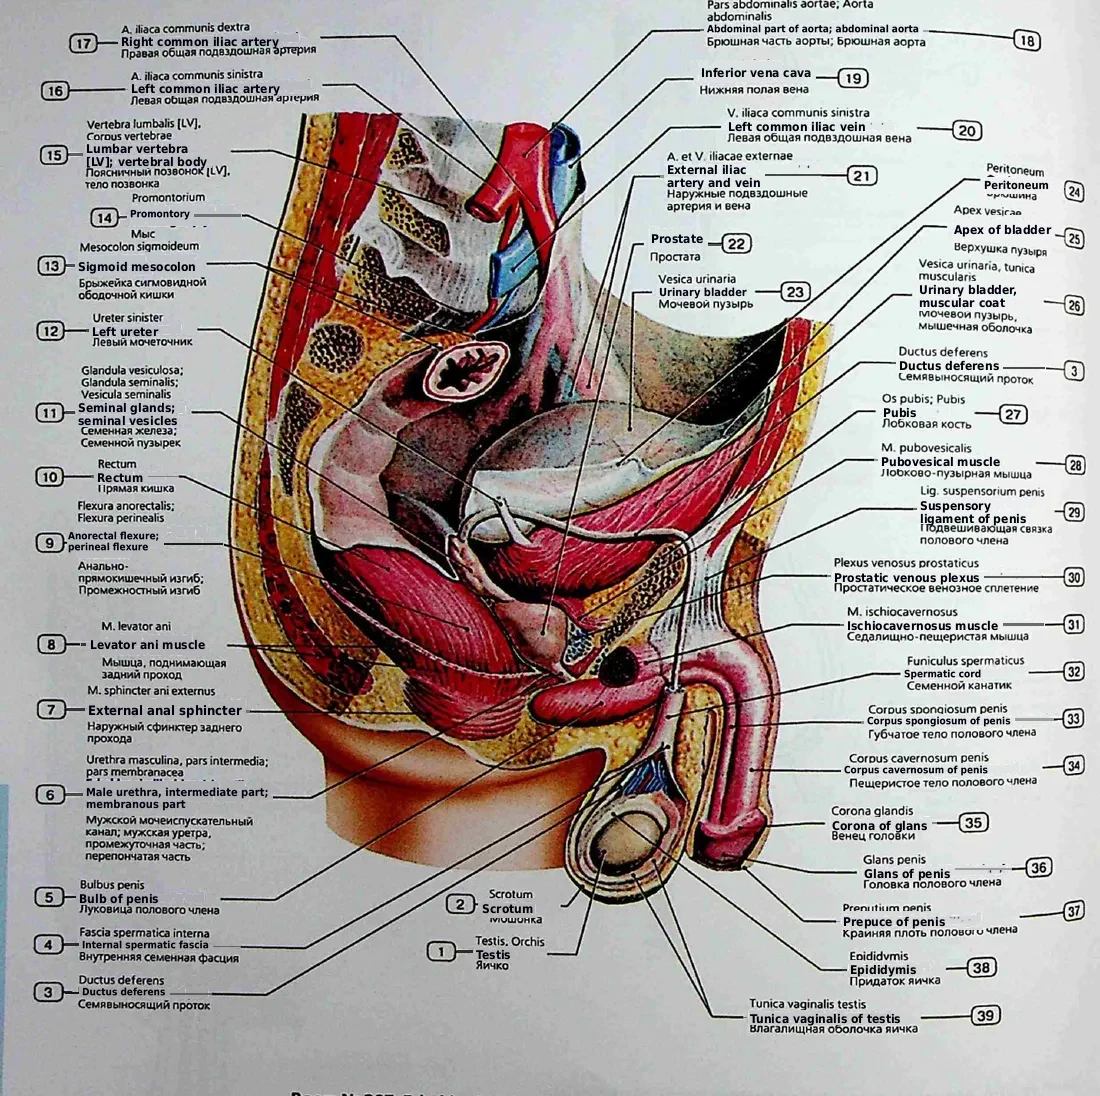 A. iliaca communis dextra
17
Right common iliac artery
Правая общая подвздошная артерия
A. iliaca communis sinistra
16
Left common iliac artery
Левая общая подвздошная артерия
Vertebra lumbalis [LV],
Corpus vertebrae
15
Lumbar vertebra
[LV]; vertebral body
Поясничный позвонок [LV],
тело позвонка
Promontorium
14
Promontory
Мыс
Mesocolon sigmoideum
13
Sigmoid mesocolon
Брыжейка сигмовидной
ободочной кишки
Ureter sinister
12
Left ureter
Левый мочеточник
Glandula vesiculosa;
Glandula seminalis;
Vesicula seminalis
11
Seminal glands;
seminal vesicles
Семенная железа;
Семенной пузырек
Rectum
10
Rectum
Прямая кишка
Flexura anorectalis;
Flexura perinealis
9
Anorectal flexure;
perineal flexure
Анально-
прямокишечный изгиб;
Промежностный изгиб
M. levator ani
8
Levator ani muscle
Мышца, поднимающая
задний проход
M. sphincter ani externus
7
External anal sphincter
Наружный сфинктер заднего
прохода
Urethra masculina, pars intermedia;
pars membranacea
6
Male urethra, intermediate part;
membranous part
Мужской мочеиспускательный
канал; мужская уретра,
промежуточная часть;
перепончатая часть
Bulbus penis
5
Bulb of penis
Луковица полового члена
Fascia spermatica interna
4
Internal spermatic fascia
Внутренняя семенная фасция
Ductus deferens
3
Ductus deferens
Семявыносящий проток
Scrotum
2
Scrotum
Мошонка
Testis, Orchis
1
Testis
Яичко
Pars abdominalis aortae; Aorta
abdominalis
Abdominal part of aorta; abdominal aorta
18
Брюшная часть аорты; Брюшная аорта
Inferior vena cava
19
Нижняя полая вена
V. iliaca communis sinistra
Left common iliac vein
20
Левая общая подвздошная вена
A. et V. iliacae externae
External iliac
artery and vein
21
Наружные подвздошные
артерия и вена
Prostate
22
Простата
Vesica urinaria
Urinary bladder
23
Мочевой пузырь
Peritoneum
Peritoneum
24
Брюшина
Apex vesicae
Apex of bladder
25
Верхушка пузыря
Vesica urinaria, tunica
muscularis
Urinary bladder,
muscular coat
26
Мочевой пузырь,
мышечная оболочка
Ductus deferens
Ductus deferens
3
Семявыносящий проток
Os pubis; Pubis
Pubis
27
Лобковая кость
M. pubovesicalis
Pubovesical muscle
28
Лобково-пузырная мышца
Lig. suspensorium penis
Suspensory
ligament of penis
29
Подвешивающая связка
полового члена
Plexus venosus prostaticus
Prostatic venous plexus
30
Простатическое венозное сплетение
M. ischiocavernosus
Ischiocavernosus muscle
31
Седалищно-пещеристая мышца
Funiculus spermaticus
Spermatic cord
32
Семенной канатик
Corpus spongiosum penis
Corpus spongiosum of penis
33
Губчатое тело полового члена
Corpus cavernosum penis
Corpus cavernosum of penis
34
Пещеристое тело полового члена
Corona glandis
Corona of glans
35
Венец головки
Glans penis
Glans of penis
36
Головка полового члена
Preputium penis
Prepuce of penis
37
Крайняя плоть полового члена
Epididymis
Epididymis
38
Придаток яичка
Tunica vaginalis testis
Tunica vaginalis of testis
39
Влагалищная оболочка яичка